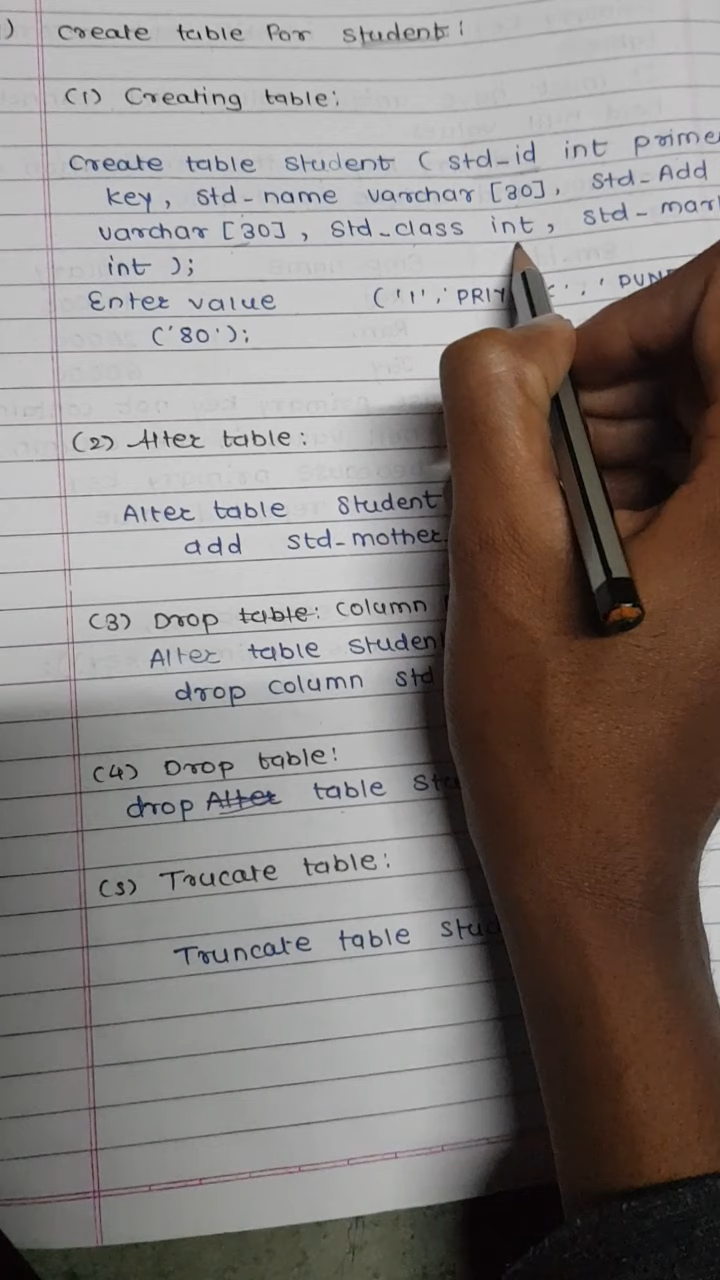 Create table for student:
(1) Creating table:
Create table student ( std-id int prime
key, std-name varchar [30], std-Add
varchar [30], std-class int, std-mar
int );
Enter value ('1','PRIY ',' PUN
('80');
(2) Alter table:
Alter table student
add std-mother
(3) Drop table: column
Alter table studen
drop column std
(4) Drop table:
drop Alter table stu
(5) Trucate table:
Truncate table stu